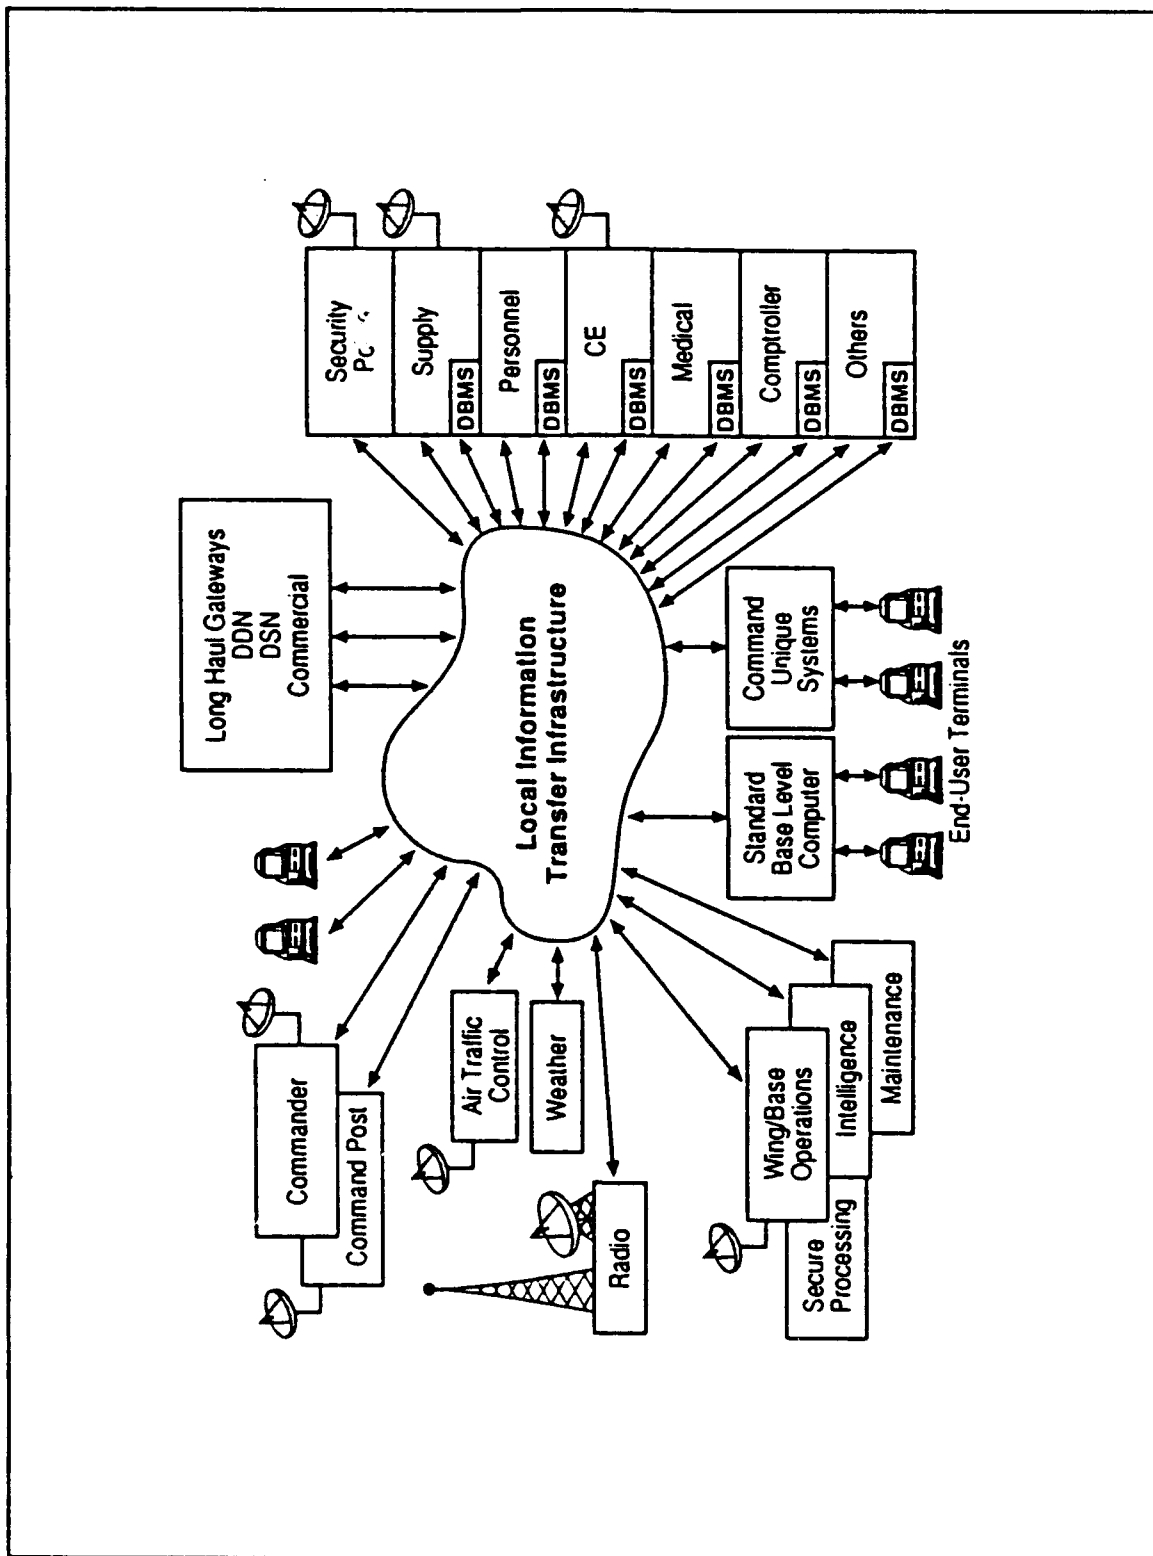 Long Haul Gateways
DDN
DSN
Commercial
Commander
Command Post
Air Traffic
Control
Weather
Radio
Local Information
Transfer Infrastructure
Security
Supply
DBMS
Personnel
DBMS
CE
DBMS
Medical
DBMS
Comptroller
DBMS
Others
DBMS
Wing/Base
Operations
Secure
Processing
Intelligence
Maintenance
Standard
Base Level
Computer
Command
Unique
Systems
End-User Terminals